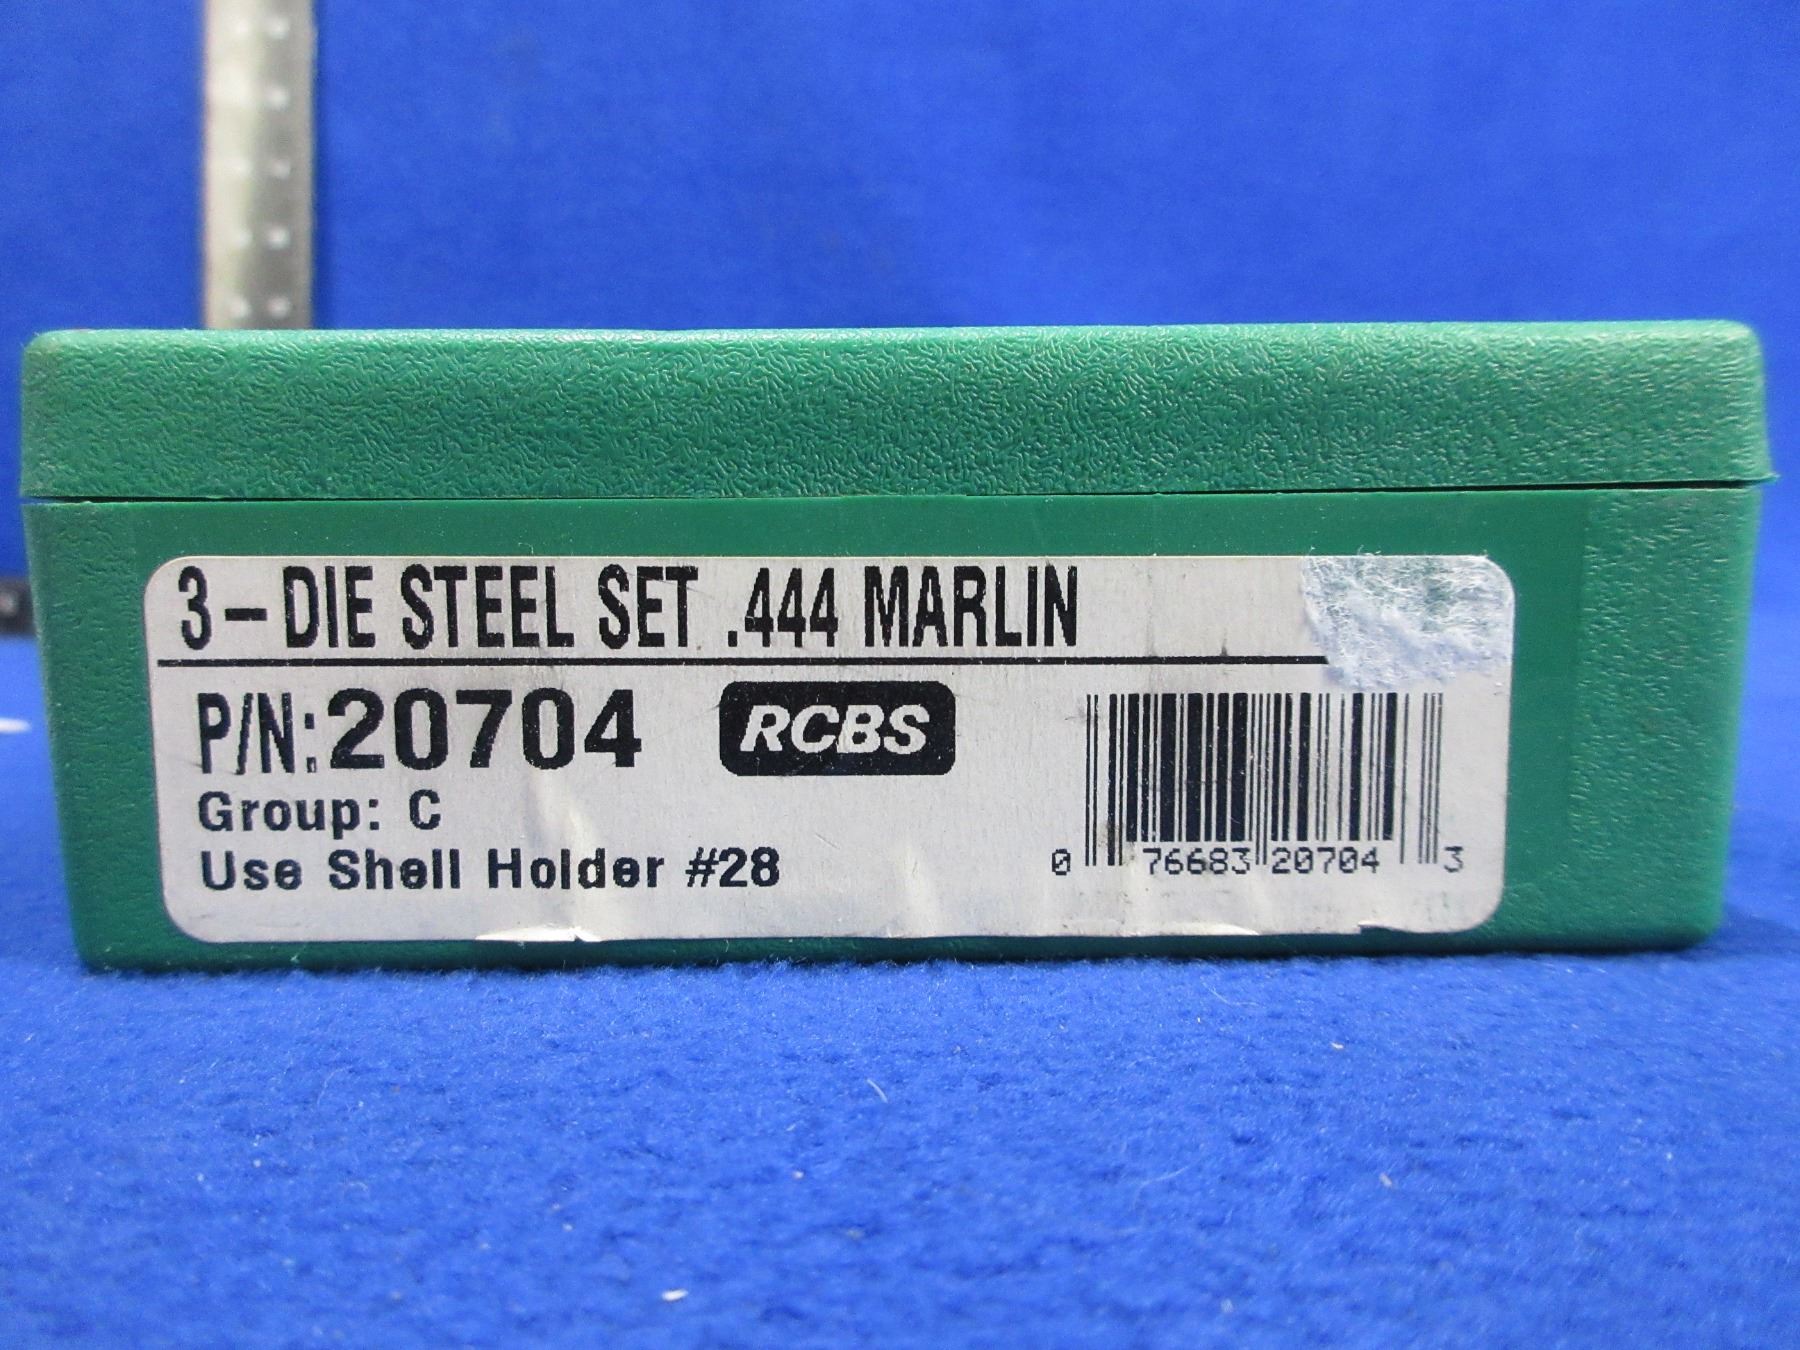 3-DIE STEEL SET .444 MARLIN
P/N:20704 RCBS
Group: C
Use Shell Holder #28
0 76683 20704 3